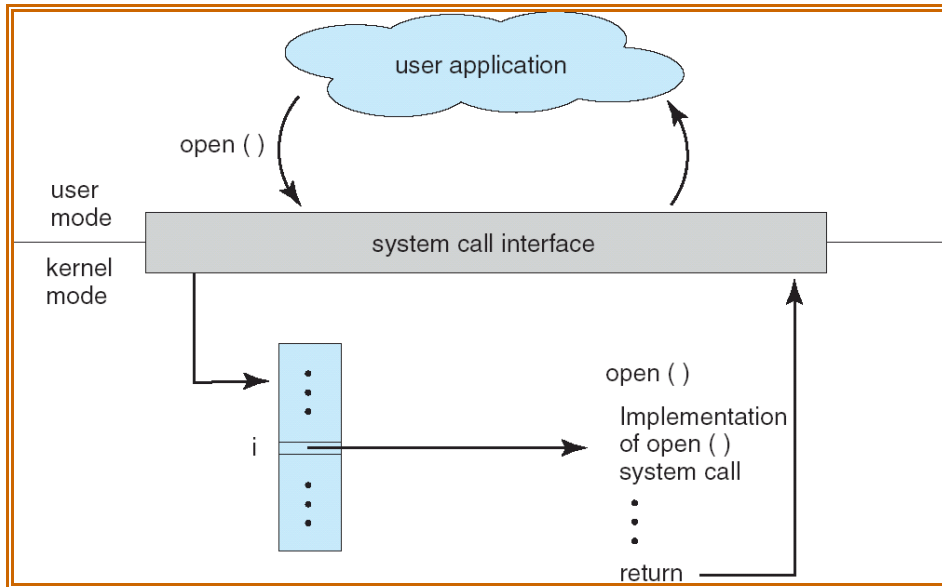 user application
open ( )
user
mode
system call interface
kernel
mode
open ( )
i
Implementation
of open ( )
system call
return